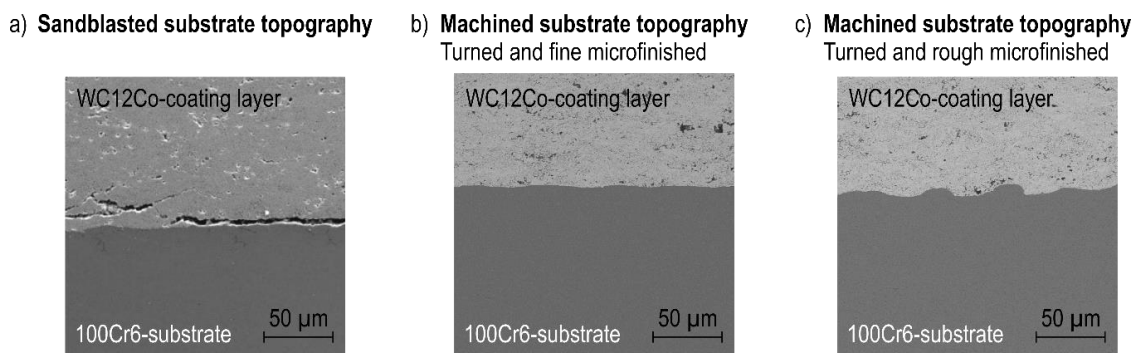 a) Sandblasted substrate topography
WC12Co-coating layer
100Cr6-substrate
50 µm
b) Machined substrate topography
Turned and fine microfinished
WC12Co-coating layer
100Cr6-substrate
50 µm
c) Machined substrate topography
Turned and rough microfinished
WC12Co-coating layer
100Cr6-substrate
50 µm